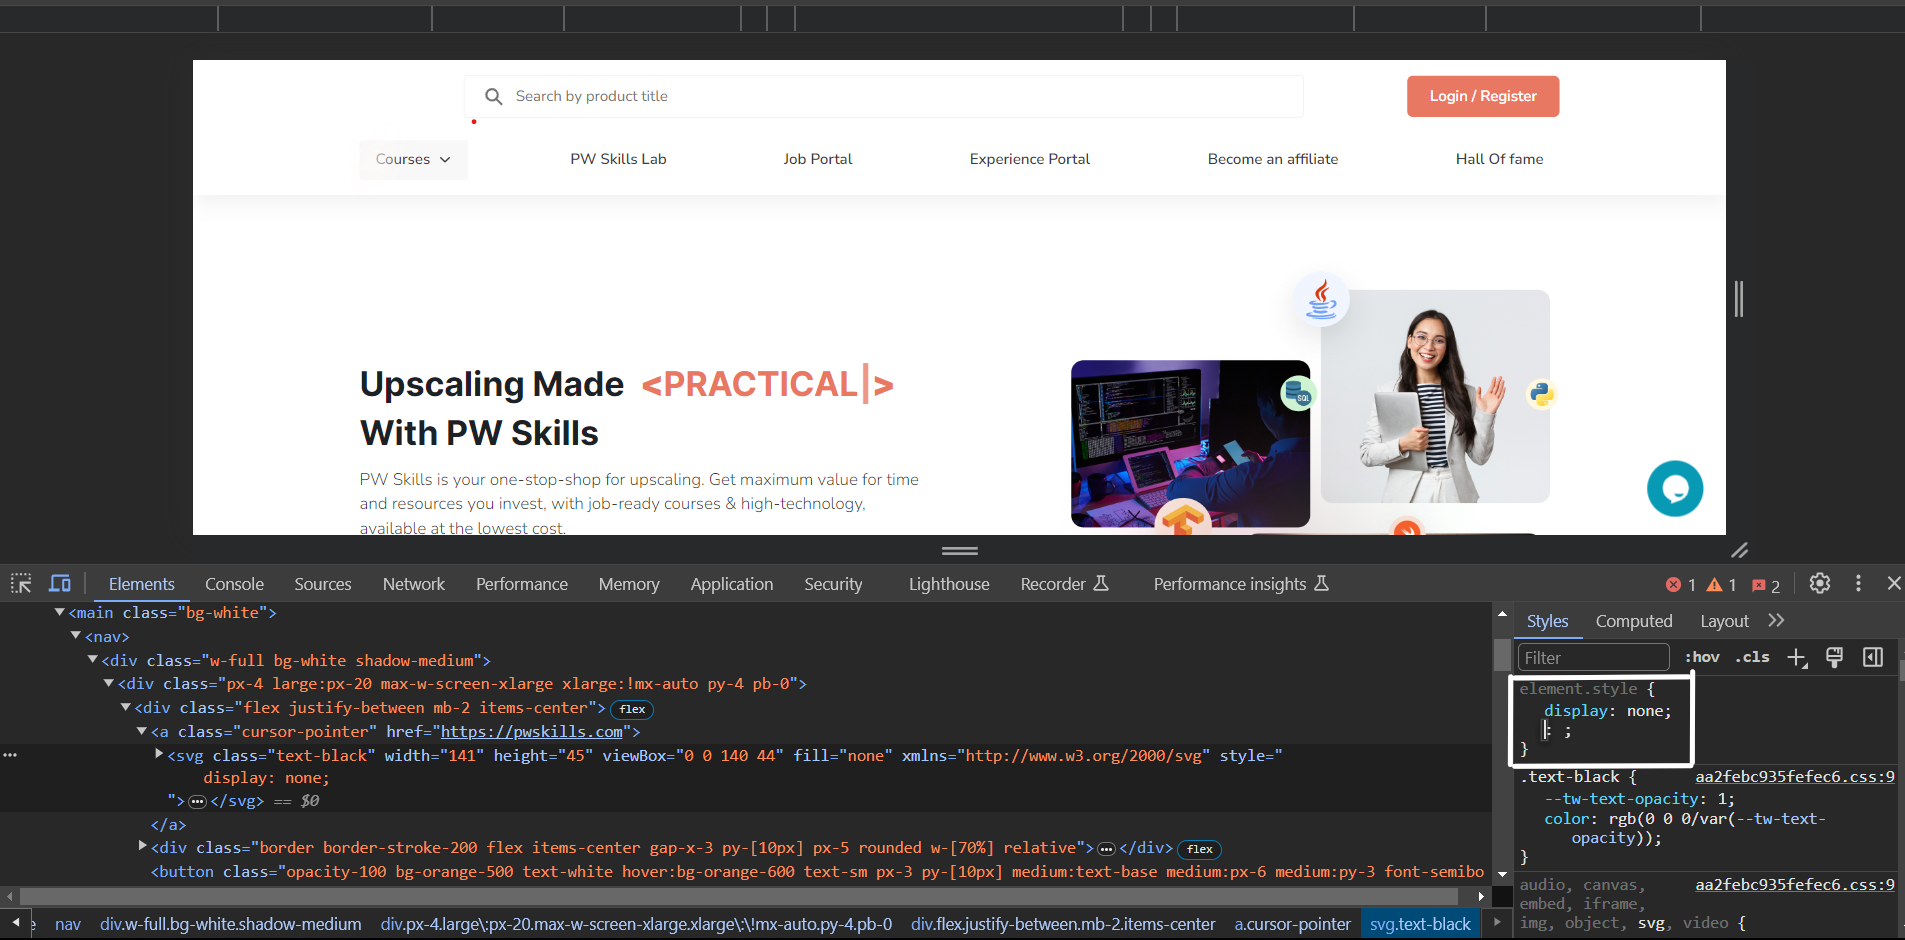 Search by product title
Login / Register
Courses
PW Skills Lab
Job Portal
Experience Portal
Become an affiliate
Hall Of fame
Upscaling Made <PRACTICAL|>
With PW Skills
PW Skills is your one-stop-shop for upscaling. Get maximum value for time
and resources you invest, with job-ready courses & high-technology,
available at the lowest cost.
SQL
Elements Console Sources Network Performance Memory Application Security Lighthouse Recorder Performance insights 1 1 2
<main class="bg-white">
<nav>
<div class="w-full bg-white shadow-medium">
<div class="px-4 large:px-20 max-w-screen-xlarge xlarge:!mx-auto py-4 pb-0">
<div class="flex justify-between mb-2 items-center"> flex
<a class="cursor-pointer" href="https://pwskills.com">
<svg class="text-black" width="141" height="45" viewBox="0 0 140 44" fill="none" xmlns="http://www.w3.org/2000/svg" style="
display: none;
">…</svg> == $0
</a>
<div class="border border-stroke-200 flex items-center gap-x-3 py-[10px] px-5 rounded w-[70%] relative">…</div> flex
<button class="opacity-100 bg-orange-500 text-white hover:bg-orange-600 text-sm px-3 py-[10px] medium:text-base medium:px-6 medium:py-3 font-semibo
e nav div.w-full.bg-white.shadow-medium div.px-4.large\:px-20.max-w-screen-xlarge.xlarge\:\!mx-auto.py-4.pb-0 div.flex.justify-between.mb-2.items-center a.cursor-pointer svg.text-black
Styles Computed Layout
Filter :hov .cls
element.style {
display: none;
: ;
}
.text-black { aa2febc935fefec6.css:9
--tw-text-opacity: 1;
color: rgb(0 0 0/var(--tw-text-
opacity));
}
audio, canvas, aa2febc935fefec6.css:9
embed, iframe,
img, object, svg, video {